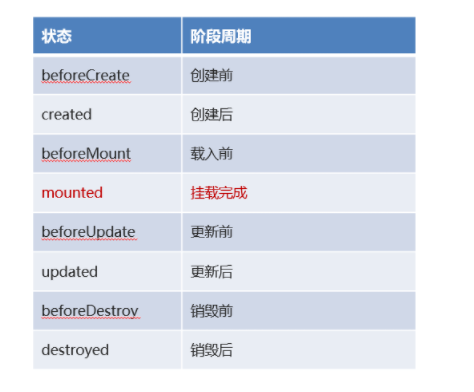 状态 阶段周期
beforeCreate 创建前
created 创建后
beforeMount 载入前
mounted 挂载完成
beforeUpdate 更新前
updated 更新后
beforeDestroy 销毁前
destroyed 销毁后